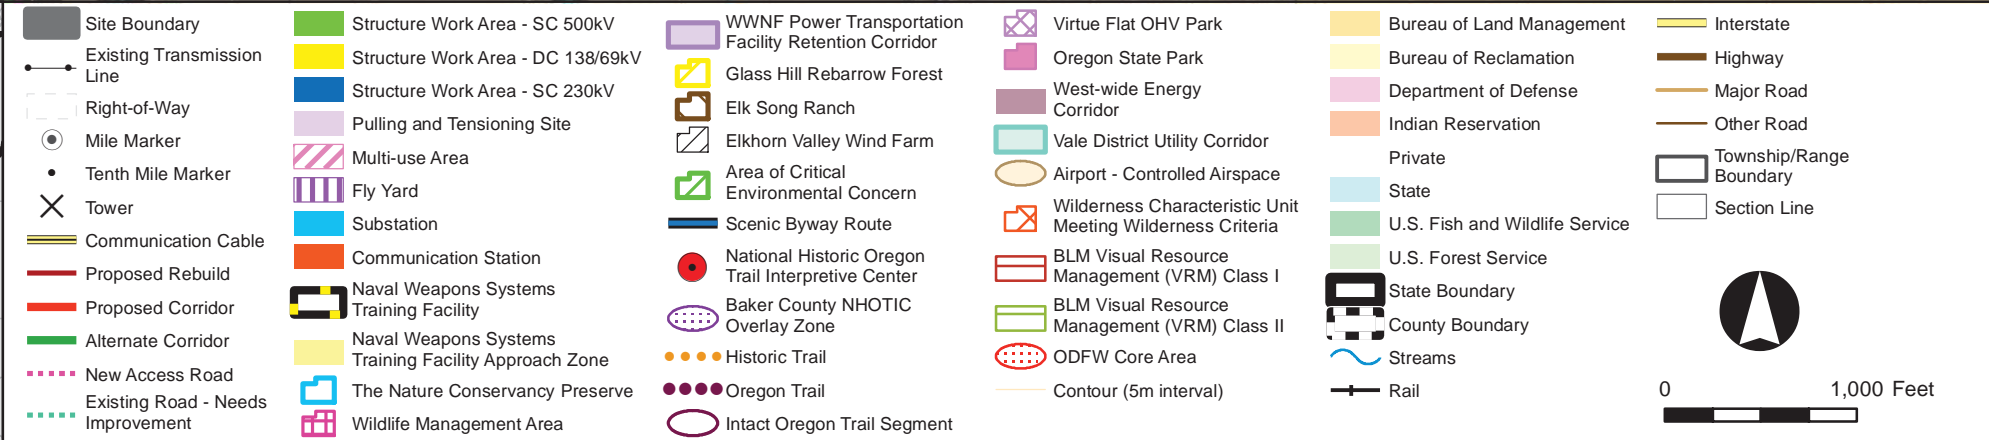 Site Boundary
Existing Transmission
Line
Right-of-Way
Mile Marker
Tenth Mile Marker
Tower
Communication Cable
Proposed Rebuild
Proposed Corridor
Alternate Corridor
New Access Road
Existing Road - Needs
Improvement
Structure Work Area - SC 500kV
Structure Work Area - DC 138/69kV
Structure Work Area - SC 230kV
Pulling and Tensioning Site
Multi-use Area
Fly Yard
Substation
Communication Station
Naval Weapons Systems
Training Facility
Naval Weapons Systems
Training Facility Approach Zone
The Nature Conservancy Preserve
Wildlife Management Area
WWNF Power Transportation
Facility Retention Corridor
Glass Hill Rebarrow Forest
Elk Song Ranch
Elkhorn Valley Wind Farm
Area of Critical
Environmental Concern
Scenic Byway Route
National Historic Oregon
Trail Interpretive Center
Baker County NHOTIC
Overlay Zone
Historic Trail
Oregon Trail
Intact Oregon Trail Segment
Virtue Flat OHV Park
Oregon State Park
West-wide Energy
Corridor
Vale District Utility Corridor
Airport - Controlled Airspace
Wilderness Characteristic Unit
Meeting Wilderness Criteria
BLM Visual Resource
Management (VRM) Class I
BLM Visual Resource
Management (VRM) Class II
ODFW Core Area
Contour (5m interval)
Bureau of Land Management
Bureau of Reclamation
Department of Defense
Indian Reservation
Private
State
U.S. Fish and Wildlife Service
U.S. Forest Service
State Boundary
County Boundary
Streams
Rail
Interstate
Highway
Major Road
Other Road
Township/Range
Boundary
Section Line
0 1,000 Feet